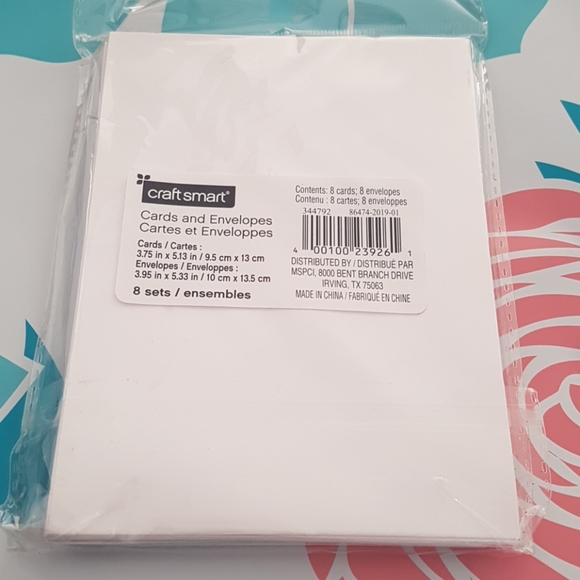 craft smart®
Cards and Envelopes
Cartes et Enveloppes
Cards / Cartes :
3.75 in x 5.13 in / 9.5 cm x 13 cm
Envelopes / Enveloppes :
3.95 in x 5.33 in / 10 cm x 13.5 cm
8 sets / ensembles
Contents: 8 cards; 8 envelopes
Contenu : 8 cartes; 8 enveloppes
344792 86474-2019-01
4 00100 23926 1
DISTRIBUTED BY / DISTRIBUÉ PAR
MSPCI, 8000 BENT BRANCH DRIVE
IRVING, TX 75063
MADE IN CHINA / FABRIQUÉ EN CHINE